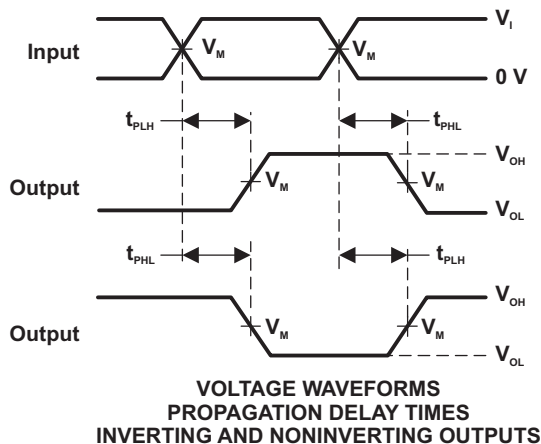 V_I
Input
V_M
V_M
0 V
t_PLH
t_PHL
V_OH
Output
V_M
V_M
V_OL
t_PHL
t_PLH
V_OH
Output
V_M
V_M
V_OL
VOLTAGE WAVEFORMS
PROPAGATION DELAY TIMES
INVERTING AND NONINVERTING OUTPUTS